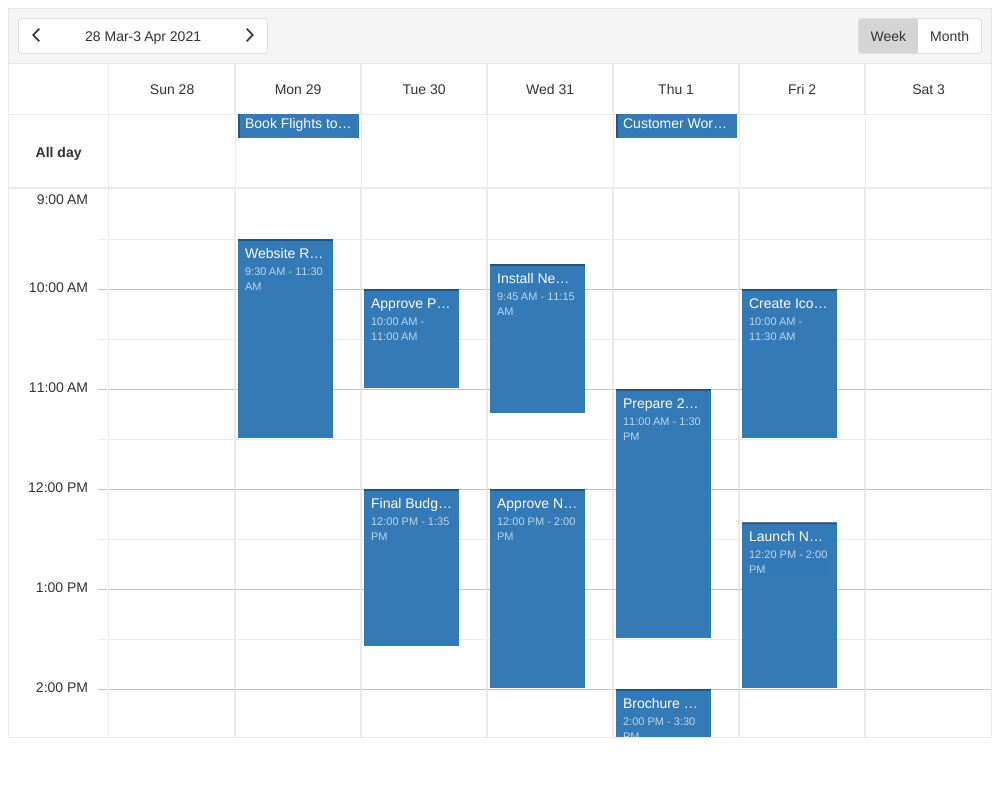 28 Mar-3 Apr 2021
Week
Month
Sun 28
Mon 29
Tue 30
Wed 31
Thu 1
Fri 2
Sat 3
All day
Book Flights to…
Customer Wor…
9:00 AM
10:00 AM
11:00 AM
12:00 PM
1:00 PM
2:00 PM
Website R…
9:30 AM - 11:30
AM
Approve P…
10:00 AM -
11:00 AM
Final Budg…
12:00 PM - 1:35
PM
Install Ne…
9:45 AM - 11:15
AM
Approve N…
12:00 PM - 2:00
PM
Prepare 2…
11:00 AM - 1:30
PM
Brochure …
2:00 PM - 3:30
PM
Create Ico…
10:00 AM -
11:30 AM
Launch N…
12:20 PM - 2:00
PM